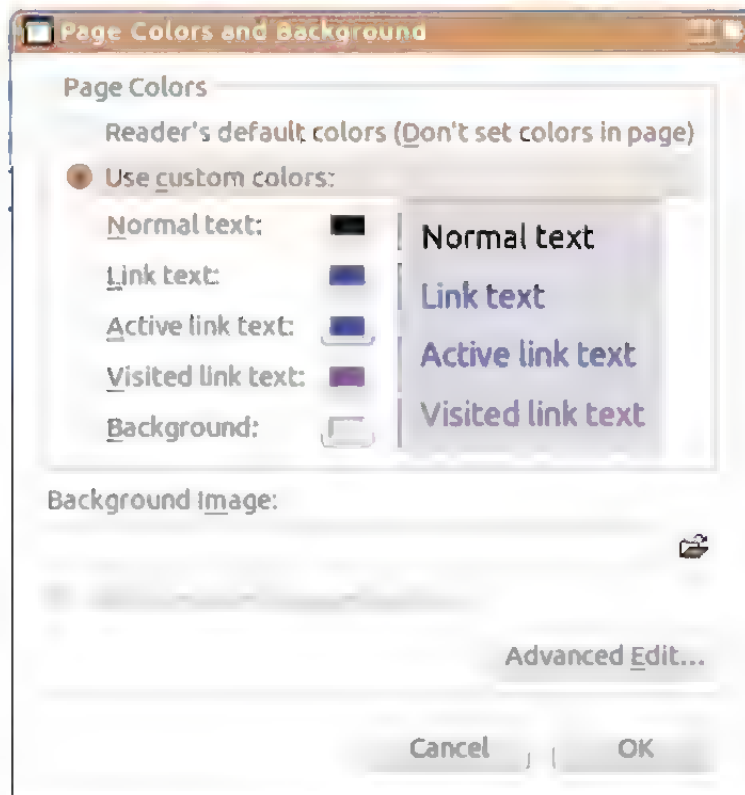 Page Colors and Background
Page Colors
Reader's default colors (Don't set colors in page)
Use custom colors:
Normal text:
Link text:
Active link text:
Visited link text:
Background:
Normal text
Link text
Active link text
Visited link text
Background Image:
Advanced Edit...
Cancel
OK